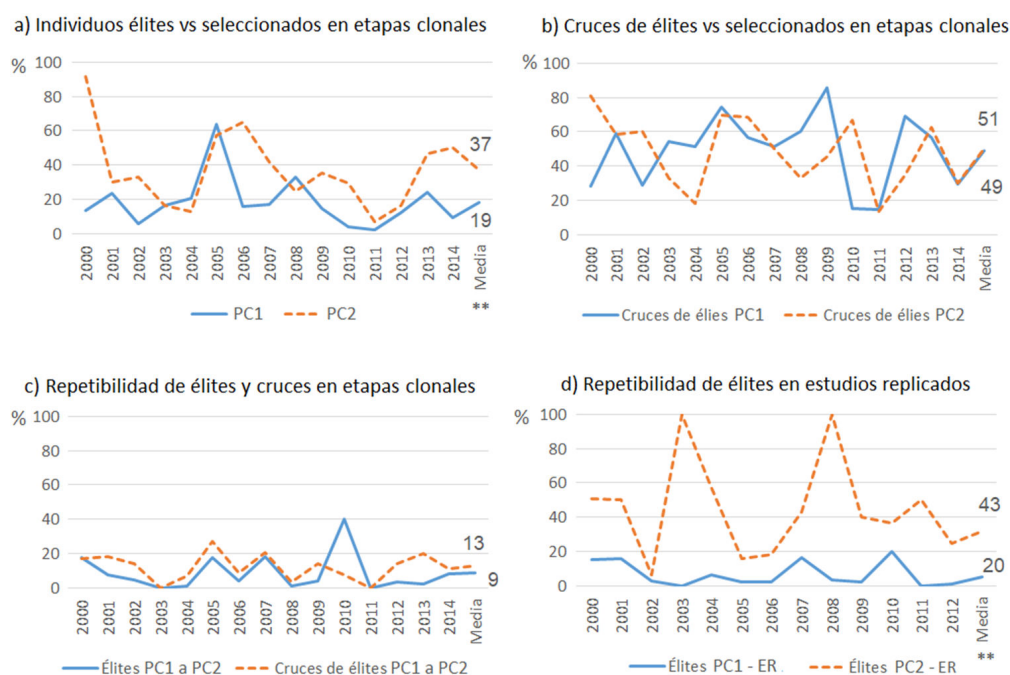 a) Individuos élites vs seleccionados en etapas clonales
% 100
80
60
40
20
0
37
19
2000 2001 2002 2003 2004 2005 2006 2007 2008 2009 2010 2011 2012 2013 2014 Media
**
PC1 PC2
b) Cruces de élites vs seleccionados en etapas clonales
% 100
80
60
40
20
0
51
49
2000 2001 2002 2003 2004 2005 2006 2007 2008 2009 2010 2011 2012 2013 2014 Media
Cruces de élies PC1 Cruces de élies PC2
c) Repetibilidad de élites y cruces en etapas clonales
% 100
80
60
40
20
0
13
9
2000 2001 2002 2003 2004 2005 2006 2007 2008 2009 2010 2011 2012 2013 2014 Media
Élites PC1 a PC2 Cruces de élites PC1 a PC2
d) Repetibilidad de élites en estudios replicados
% 100
80
60
40
20
0
43
20
2000 2001 2002 2003 2004 2005 2006 2007 2008 2009 2010 2011 2012 Media
**
Élites PC1 - ER Élites PC2 - ER